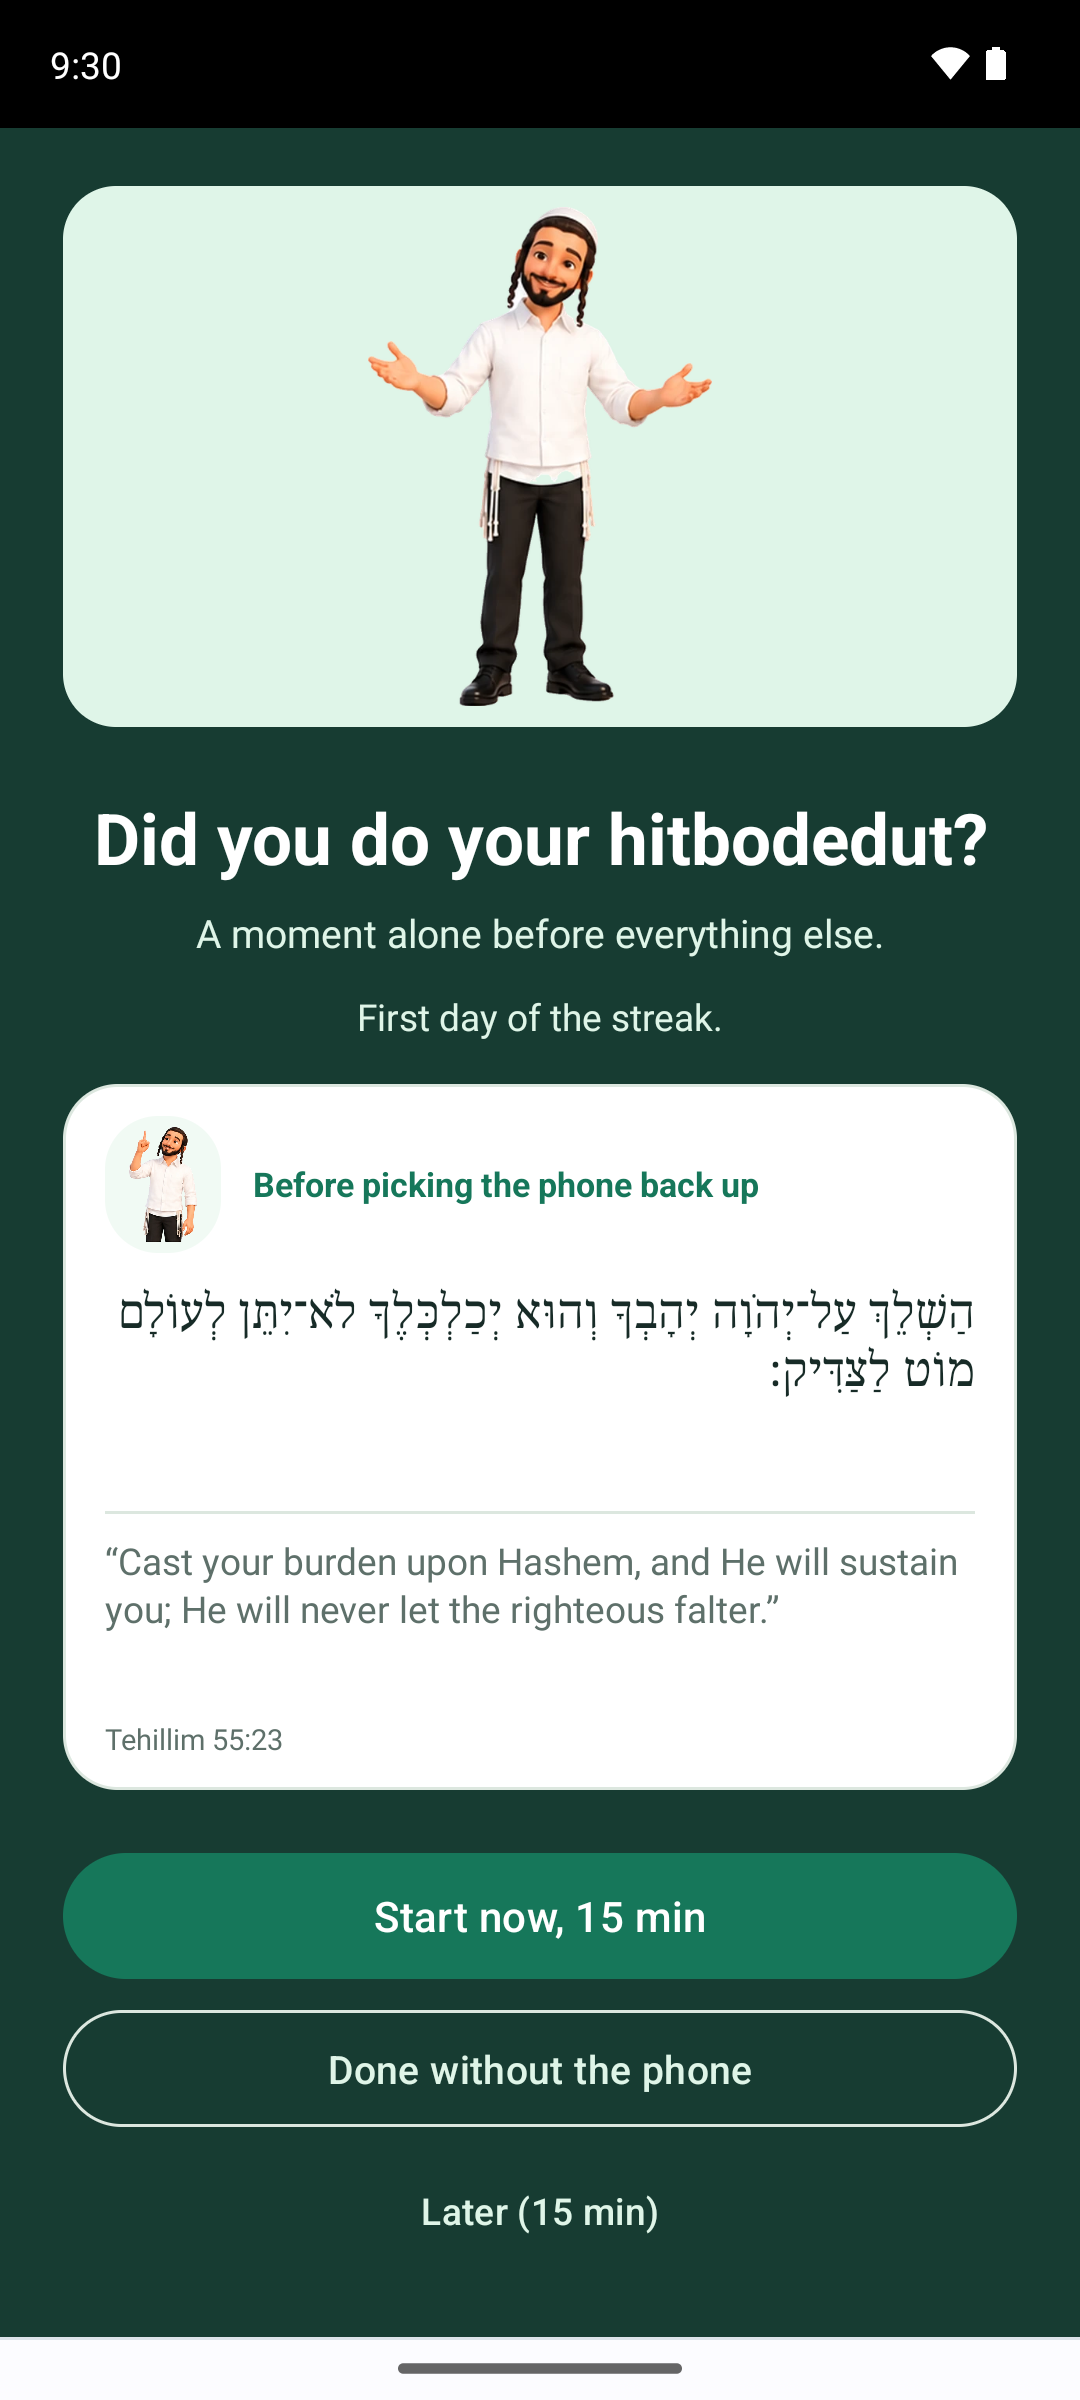 9:30
Did you do your hitbodedut?
A moment alone before everything else.
First day of the streak.
Before picking the phone back up
הַשְׁלֵךְ עַל־יְהֹוָה יְהָבְךָ וְהוּא יְכַלְכְּלֶךָ לֹא־יִתֵּן לְעוֹלָם
מוֹט לַצַּדִּיק:
“Cast your burden upon Hashem, and He will sustain
you; He will never let the righteous falter.”
Tehillim 55:23
Start now, 15 min
Done without the phone
Later (15 min)